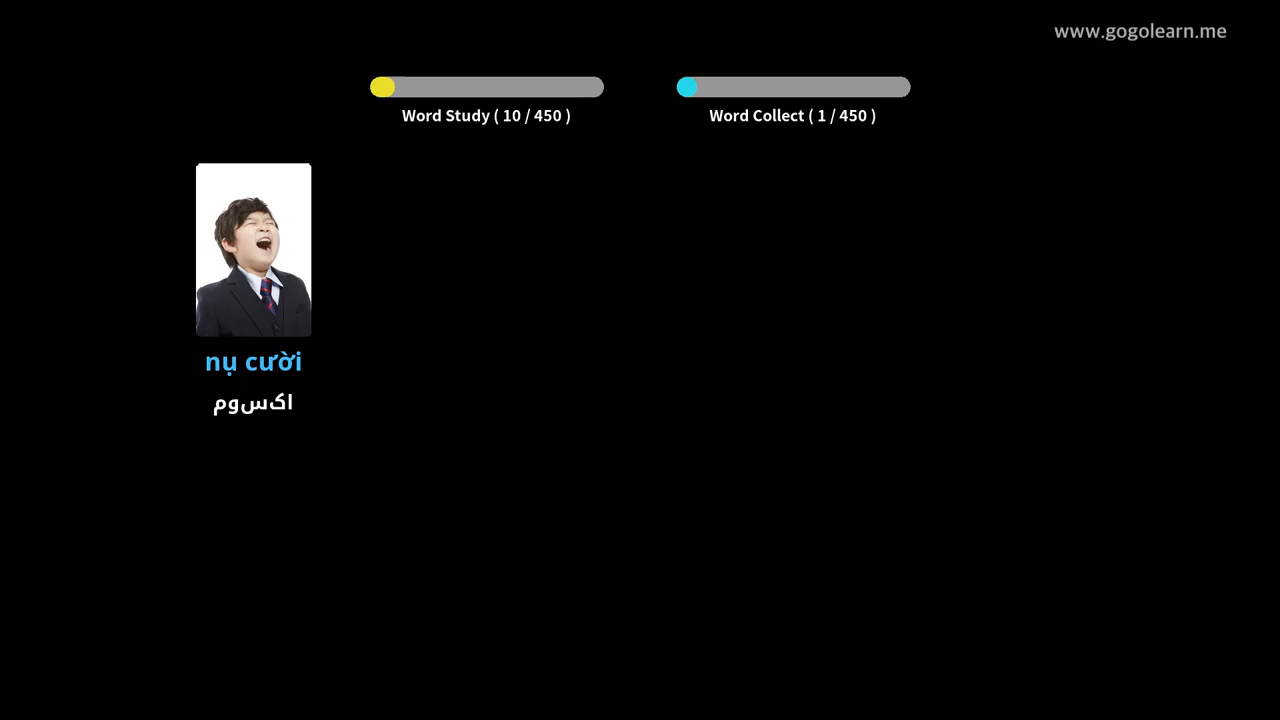 www.gogolearn.me
Word Study ( 10 / 450 )
Word Collect ( 1 / 450 )
nụ cười
اکسوم